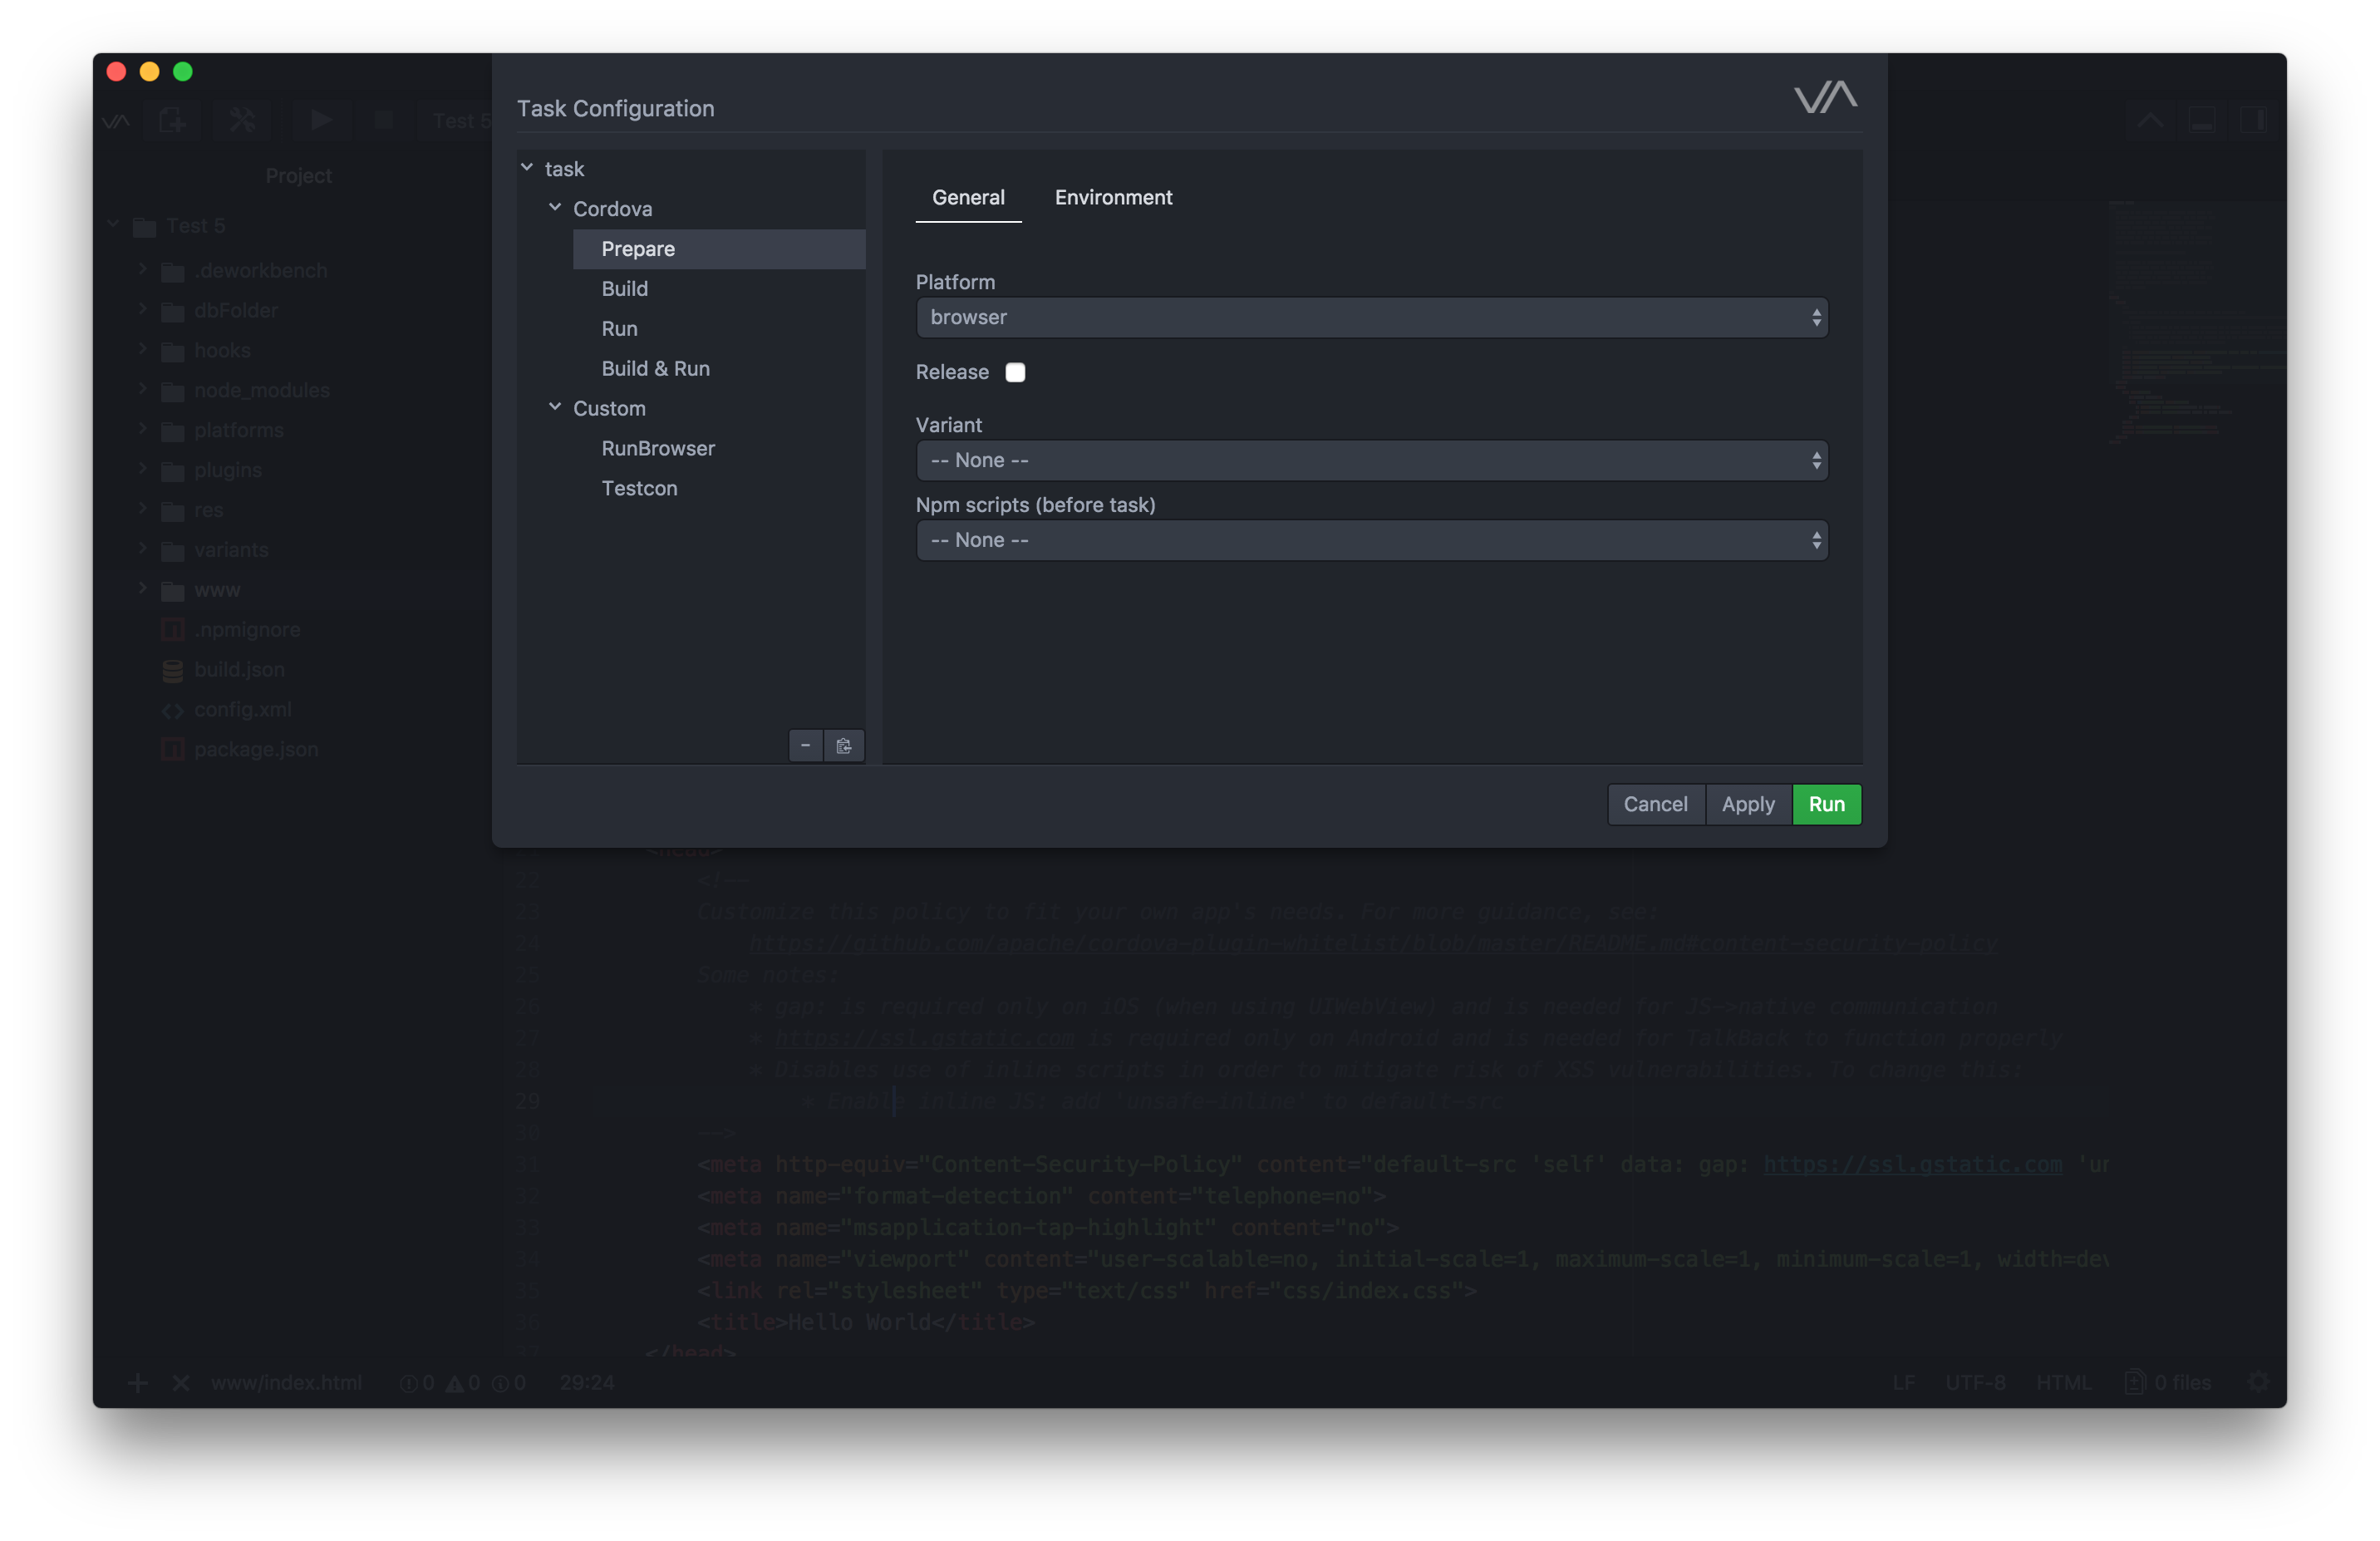 Test 5
Project
Test 5
.deworkbench
dbFolder
hooks
node_modules
platforms
plugins
res
variants
www
.npmignore
build.json
config.xml
package.json
Task Configuration
task
Cordova
Prepare
Build
Run
Build & Run
Custom
RunBrowser
Testcon
General
Environment
Platform
browser
Release
Variant
-- None --
Npm scripts (before task)
-- None --
Cancel
Apply
Run
22 <!--
23 Customize this policy to fit your own app's needs. For more guidance, see:
24 https://github.com/apache/cordova-plugin-whitelist/blob/master/README.md#content-security-policy
25 Some notes:
26 * gap: is required only on iOS (when using UIWebView) and is needed for JS->native communication
27 * https://ssl.gstatic.com is required only on Android and is needed for TalkBack to function properly
28 * Disables use of inline scripts in order to mitigate risk of XSS vulnerabilities. To change this:
29 * Enable inline JS: add 'unsafe-inline' to default-src
30 -->
31 <meta http-equiv="Content-Security-Policy" content="default-src 'self' data: gap: https://ssl.gstatic.com
32 <meta name="format-detection" content="telephone=no">
33 <meta name="msapplication-tap-highlight" content="no">
34 <meta name="viewport" content="user-scalable=no, initial-scale=1, maximum-scale=1, minimum-scale=1,
35 <link rel="stylesheet" type="text/css" href="css/index.css">
36 <title>Hello World</title>
37 </head>
www/index.html 0 0 0 29:24
LF UTF-8 HTML 0 files